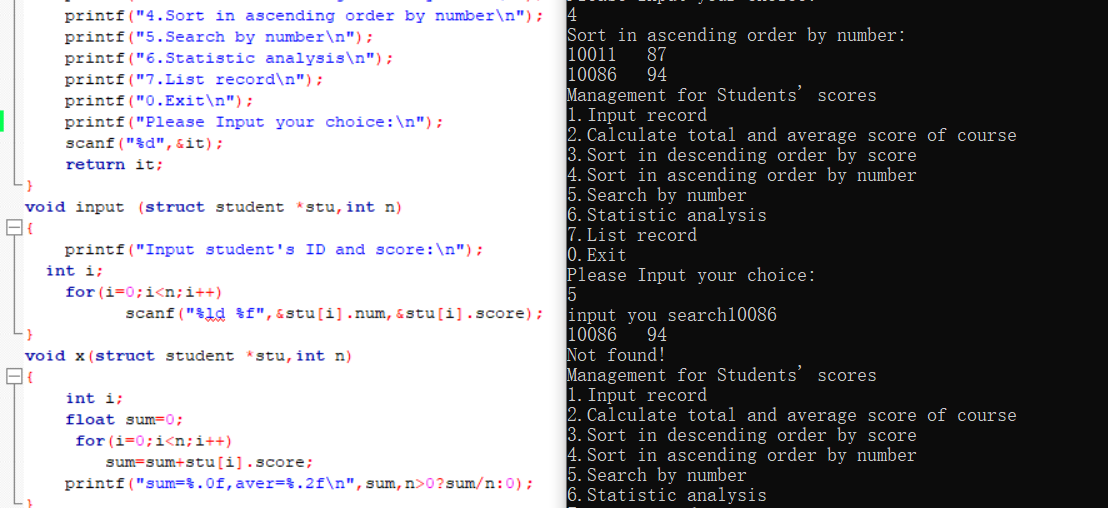 printf("4.Sort in ascending order by number\n");
printf("5.Search by number\n");
printf("6.Statistic analysis\n");
printf("7.List record\n");
printf("0.Exit\n");
printf("Please Input your choice:\n");
scanf("%d",&it);
return it;
}
void input (struct student *stu,int n)
{
printf("Input student's ID and score:\n");
int i;
for(i=0;i<n;i++)
scanf("%ld %f",&stu[i].num,&stu[i].score);
}
void x(struct student *stu,int n)
{
int i;
float sum=0;
for(i=0;i<n;i++)
sum=sum+stu[i].score;
printf("sum=%.0f,aver=%.2f\n",sum,n>0?sum/n:0);
}
4
Sort in ascending order by number:
10011 87
10086 94
Management for Students' scores
1.Input record
2.Calculate total and average score of course
3.Sort in descending order by score
4.Sort in ascending order by number
5.Search by number
6.Statistic analysis
7.List record
0.Exit
Please Input your choice:
5
input you search10086
10086 94
Not found!
Management for Students' scores
1.Input record
2.Calculate total and average score of course
3.Sort in descending order by score
4.Sort in ascending order by number
5.Search by number
6.Statistic analysis